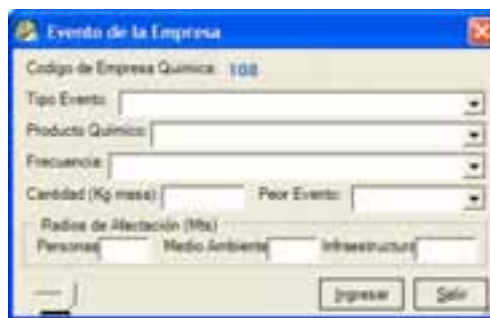 Evento de la Empresa
Codigo de Empresa Quimica: 108
Tipo Evento:
Producto Quimico:
Frecuencia:
Cantidad (Kg masa): Peor Evento:
Radios de Afectación (Mts)
Personas Medio Ambiente Infraestructura
Ingresar Salir